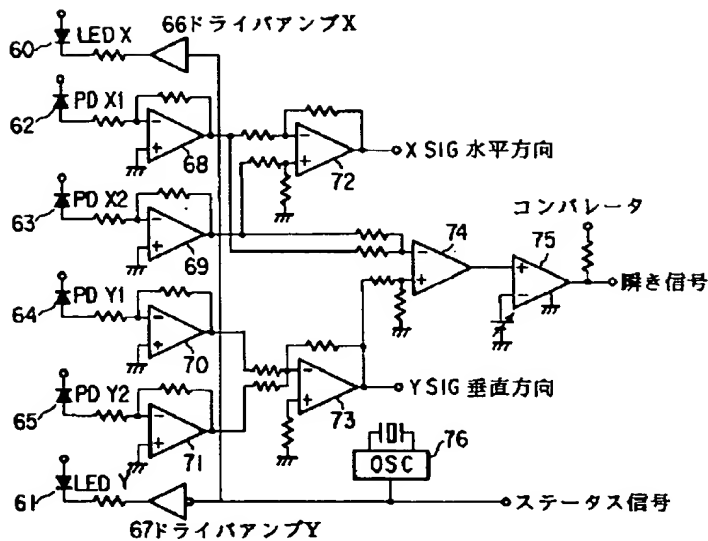 66ドライバアンプX
60 LED X
PD X1
62
68
72
X SIG 水平方向
PD X2
63
69
コンパレータ
74
75
瞬き信号
PD Y1
64
70
PD Y2
65
71
73
Y SIG 垂直方向
76
OSC
LED Y
61
67ドライバアンプY
ステータス信号